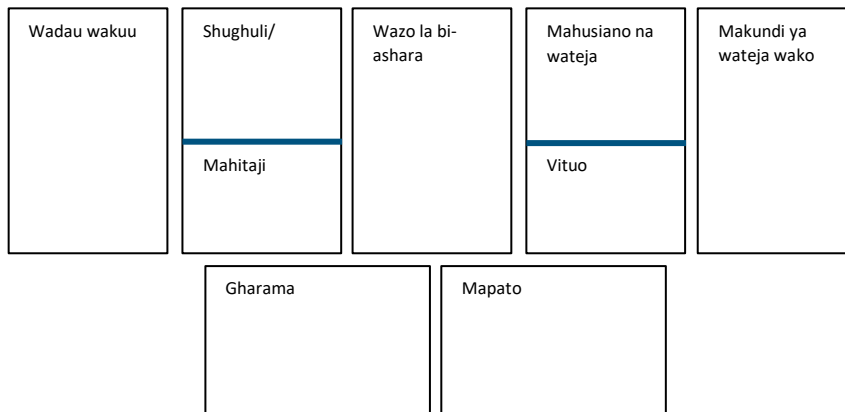 Wadau wakuu
Shughuli/
Mahitaji
Wazo la bi-
ashara
Mahusiano na
wateja
Vituo
Makundi ya
wateja wako
Gharama
Mapato